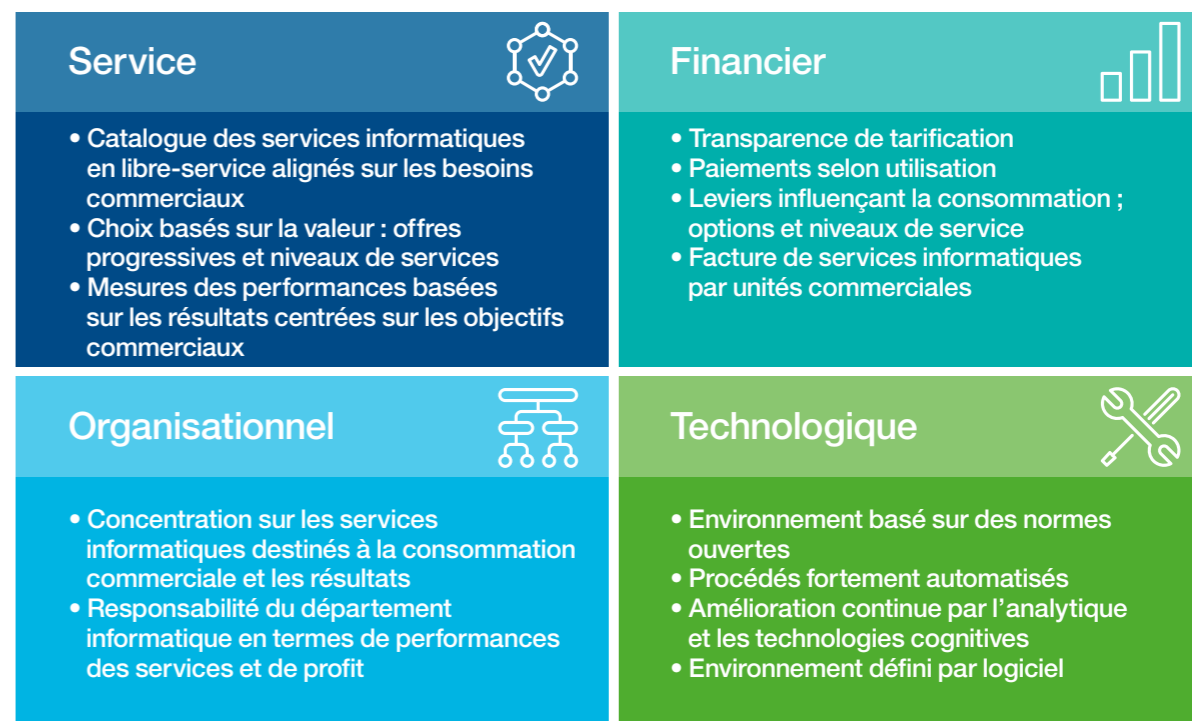 Service
• Catalogue des services informatiques
en libre-service alignés sur les besoins
commerciaux
• Choix basés sur la valeur : offres
progressives et niveaux de services
• Mesures des performances basées
sur les résultats centrées sur les objectifs
commerciaux
Financier
• Transparence de tarification
• Paiements selon utilisation
• Leviers influençant la consommation ;
options et niveaux de service
• Facture de services informatiques
par unités commerciales
Organisationnel
• Concentration sur les services
informatiques destinés à la consommation
commerciale et les résultats
• Responsabilité du département
informatique en termes de performances
des services et de profit
Technologique
• Environnement basé sur des normes
ouvertes
• Procédés fortement automatisés
• Amélioration continue par l’analytique
et les technologies cognitives
• Environnement défini par logiciel